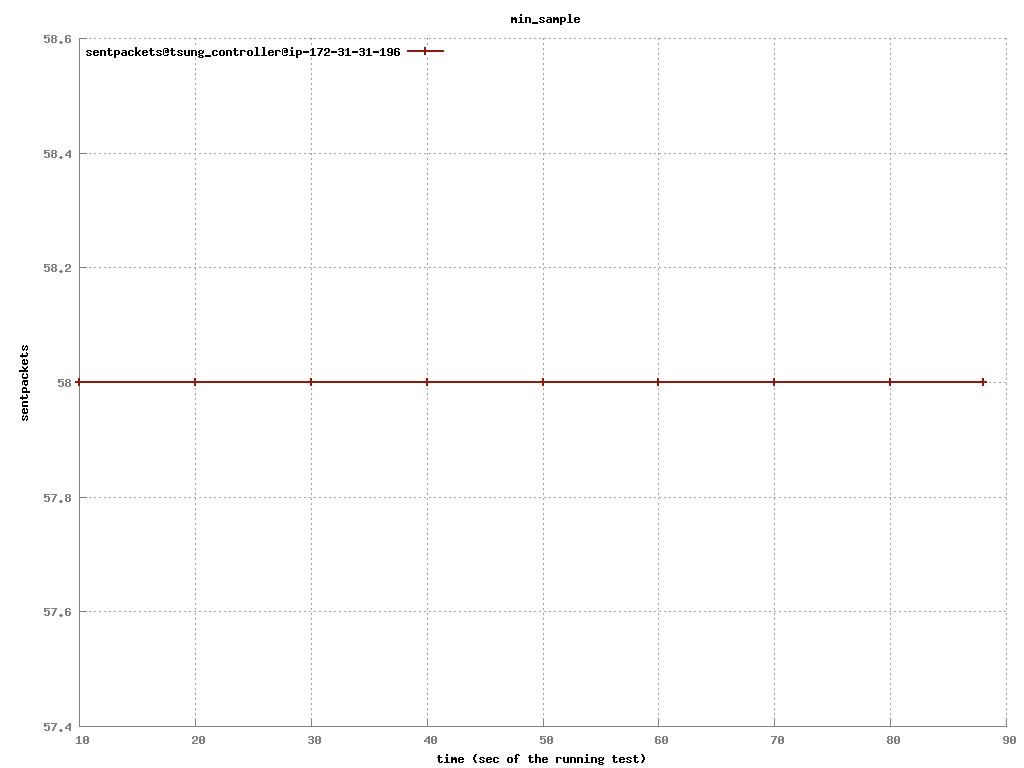 min_sample
sentpackets@tsung_controller@ip-172-31-31-196
58.6
58.4
58.2
58
57.8
57.6
57.4
sentpackets
10 20 30 40 50 60 70 80 90
time (sec of the running test)